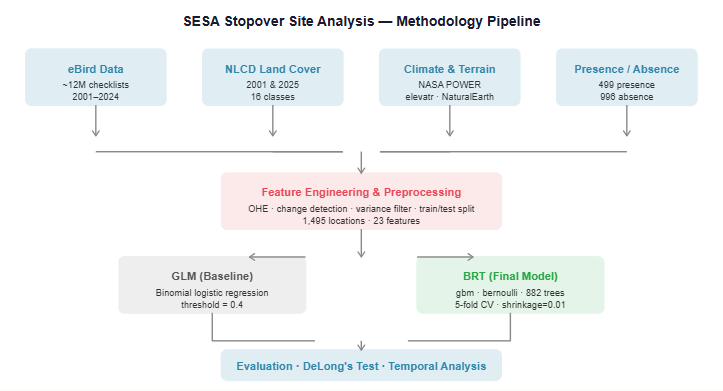 SESA Stopover Site Analysis — Methodology Pipeline
eBird Data
~12M checklists
2001–2024
NLCD Land Cover
2001 & 2025
16 classes
Climate & Terrain
NASA POWER
elevatr · NaturalEarth
Presence / Absence
499 presence
996 absence
Feature Engineering & Preprocessing
OHE · change detection · variance filter · train/test split
1,495 locations · 23 features
GLM (Baseline)
Binomial logistic regression
threshold = 0.4
BRT (Final Model)
gbm · bernoulli · 882 trees
5-fold CV · shrinkage=0.01
Evaluation · DeLong's Test · Temporal Analysis